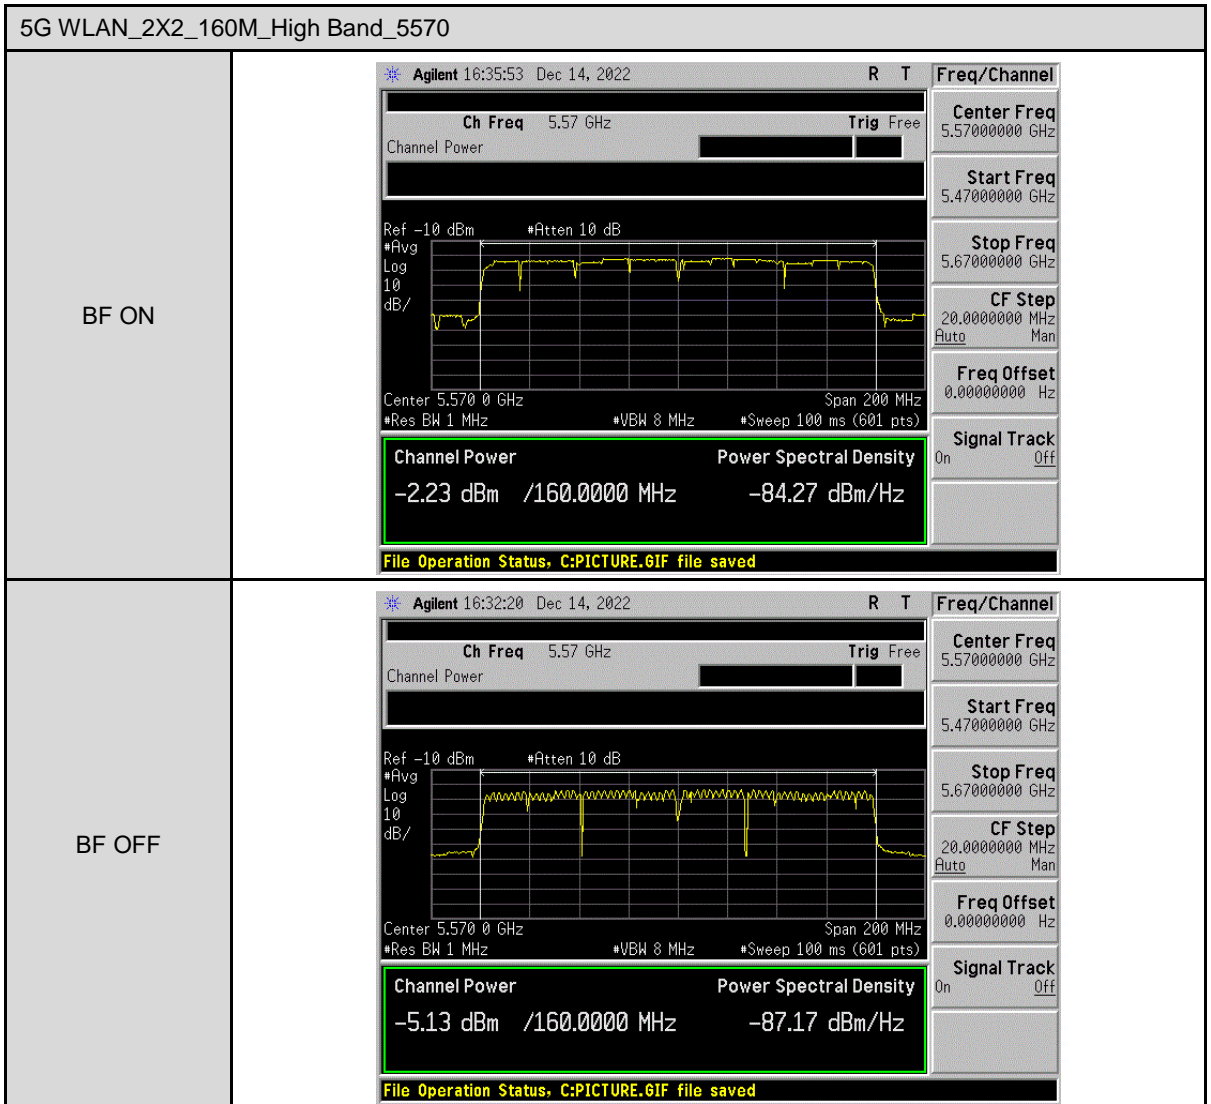 5G WLAN_2X2_160M_High Band_5570
BF ON
Agilent 16:35:53 Dec 14, 2022 R T Freq/Channel
Ch Freq 5.57 GHz Trig Free
Channel Power
Center Freq
5.57000000 GHz
Start Freq
5.47000000 GHz
Stop Freq
5.67000000 GHz
CF Step
20.0000000 MHz
Auto Man
Freq Offset
0.00000000 Hz
Signal Track
On Off
Ref -10 dBm #Atten 10 dB
#Avg
Log
10
dB/
Center 5.570 0 GHz Span 200 MHz
#Res BW 1 MHz #VBW 8 MHz #Sweep 100 ms (601 pts)
Channel Power Power Spectral Density
-2.23 dBm /160.0000 MHz -84.27 dBm/Hz
File Operation Status, C:PICTURE.GIF file saved
BF OFF
Agilent 16:32:20 Dec 14, 2022 R T Freq/Channel
Ch Freq 5.57 GHz Trig Free
Channel Power
Center Freq
5.57000000 GHz
Start Freq
5.47000000 GHz
Stop Freq
5.67000000 GHz
CF Step
20.0000000 MHz
Auto Man
Freq Offset
0.00000000 Hz
Signal Track
On Off
Ref -10 dBm #Atten 10 dB
#Avg
Log
10
dB/
Center 5.570 0 GHz Span 200 MHz
#Res BW 1 MHz #VBW 8 MHz #Sweep 100 ms (601 pts)
Channel Power Power Spectral Density
-5.13 dBm /160.0000 MHz -87.17 dBm/Hz
File Operation Status, C:PICTURE.GIF file saved